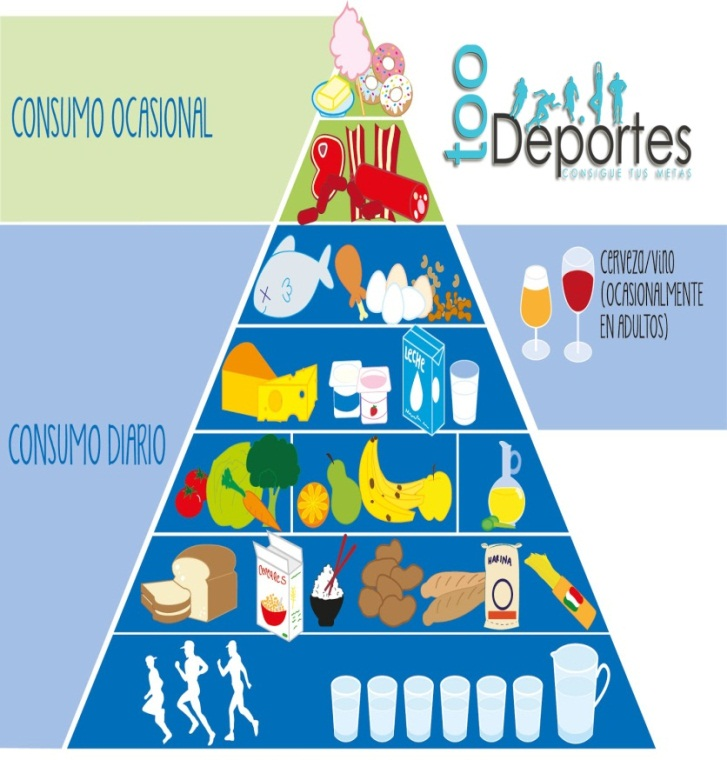 CONSUMO OCASIONAL
too
Deportes
CONSIGUE TUS METAS
cerveza/vino
(OCASIONALMENTE
EN ADULTOS)
LECHE
CONSUMO DIARIO
CEREALES
HARINA